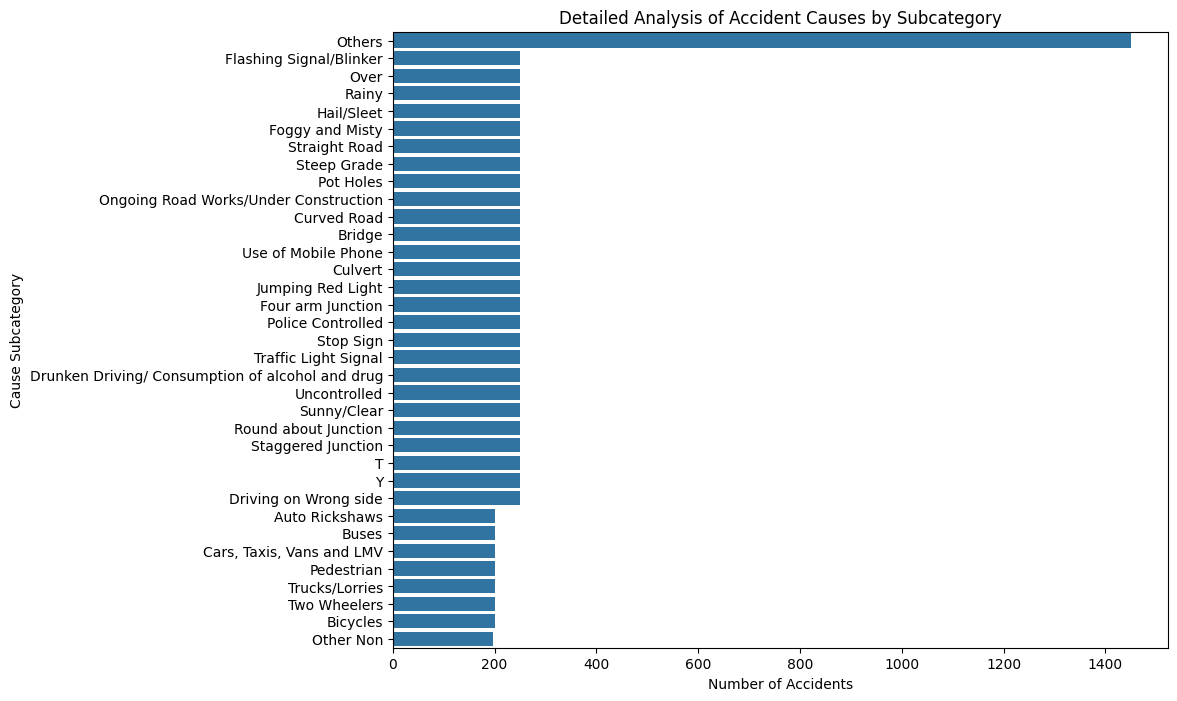 Detailed Analysis of Accident Causes by Subcategory
Others
Flashing Signal/Blinker
Over
Rainy
Hail/Sleet
Foggy and Misty
Straight Road
Steep Grade
Pot Holes
Ongoing Road Works/Under Construction
Curved Road
Bridge
Use of Mobile Phone
Culvert
Jumping Red Light
Four arm Junction
Police Controlled
Stop Sign
Traffic Light Signal
Drunken Driving/ Consumption of alcohol and drug
Uncontrolled
Sunny/Clear
Round about Junction
Staggered Junction
T
Y
Driving on Wrong side
Auto Rickshaws
Buses
Cars, Taxis, Vans and LMV
Pedestrian
Trucks/Lorries
Two Wheelers
Bicycles
Other Non
Cause Subcategory
0 200 400 600 800 1000 1200 1400
Number of Accidents